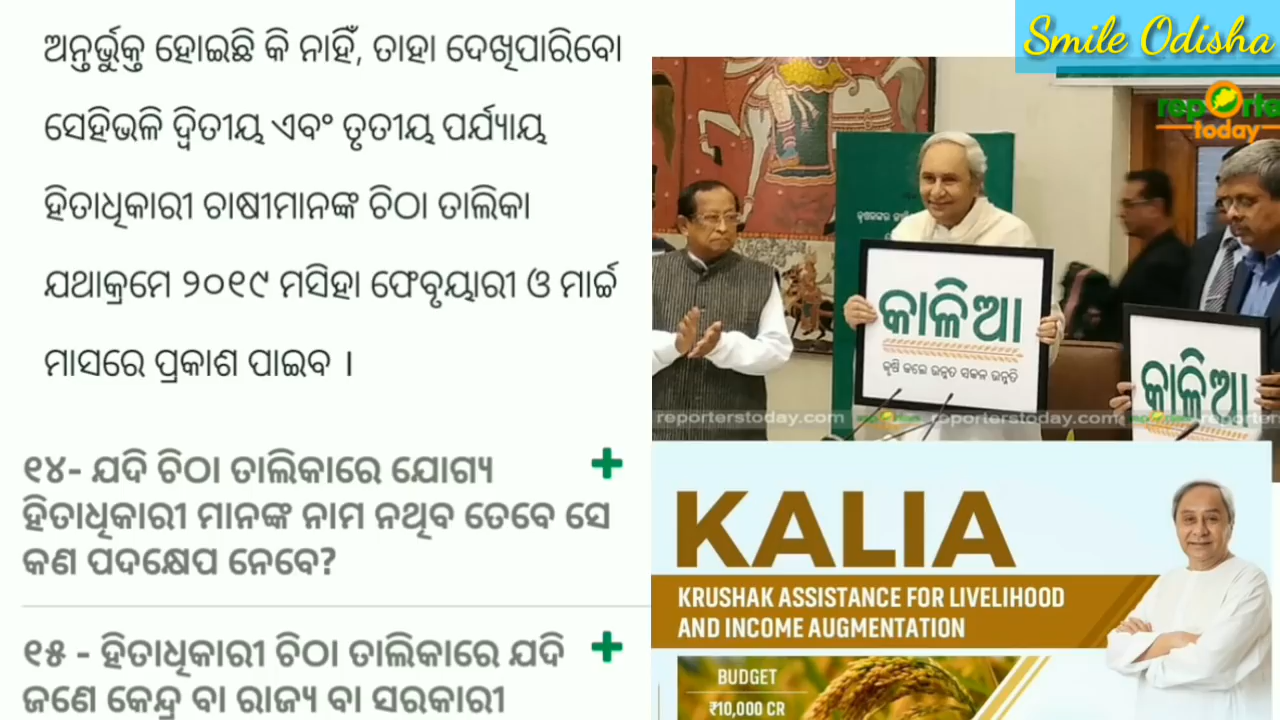 ଅନ୍ତର୍ଭୁକ୍ତ ହୋଇଛି କି ନାହିଁ, ତାହା ଦେଖିପାରିବେ।
ସେହିଭଳି ଦ୍ୱିତୀୟ ଏବଂ ତୃତୀୟ ପର୍ଯ୍ୟାୟ
ହିତାଧିକାରୀ ଚାଷୀମାନଙ୍କ ଚିଠା ତାଲିକା
ଯଥାକ୍ରମେ ୨୦୧୯ ମସିହା ଫେବୃୟାରୀ ଓ ମାର୍ଚ୍ଚ
ମାସରେ ପ୍ରକାଶ ପାଇବ ।
୧୪- ଯଦି ଚିଠା ତାଲିକାରେ ଯୋଗ୍ୟ
ହିତାଧିକାରୀ ମାନଙ୍କ ନାମ ନଥିବ ତେବେ ସେ
କଣ ପଦକ୍ଷେପ ନେବେ?
୧୫ - ହିତାଧିକାରୀ ଚିଠା ତାଲିକାରେ ଯଦି
ଜଣେ କେନ୍ଦ୍ର ବା ରାଜ୍ୟ ବା ସରକାରୀ
Smile Odisha
reporte
today
କାଳିଆ
କୃଷି କଲେ ଉନ୍ନତ ସକଳ ଉନ୍ନତି
କାଳିଆ
reporterstoday.com
reporterstoday.com
KALIA
KRUSHAK ASSISTANCE FOR LIVELIHOOD
AND INCOME AUGMENTATION
BUDGET
₹10,000 CR